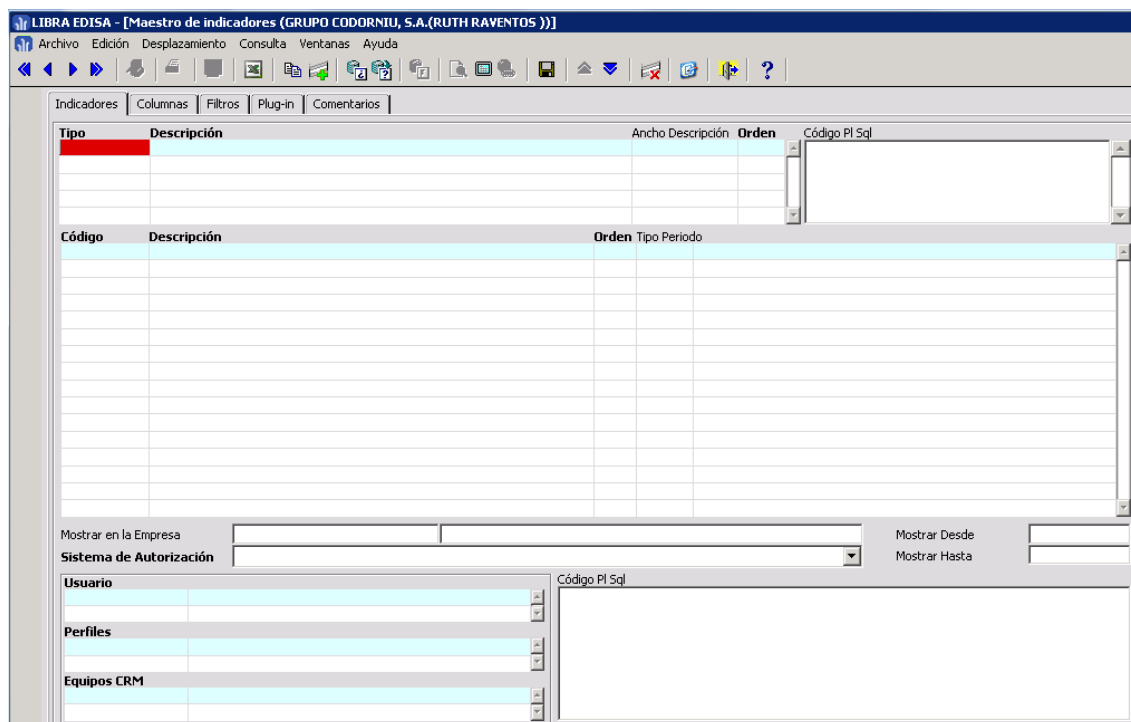 LIBRA EDISA - [Maestro de indicadores (GRUPO CODORNIU, S.A.(RUTH RAVENTOS ))]
Archivo Edición Desplazamiento Consulta Ventanas Ayuda
Indicadores Columnas Filtros Plug-in Comentarios
Tipo Descripción Ancho Descripción Orden Código Pl Sql
Código Descripción Orden Tipo Periodo
Mostrar en la Empresa Mostrar Desde
Sistema de Autorización Mostrar Hasta
Usuario Código Pl Sql
Perfiles
Equipos CRM